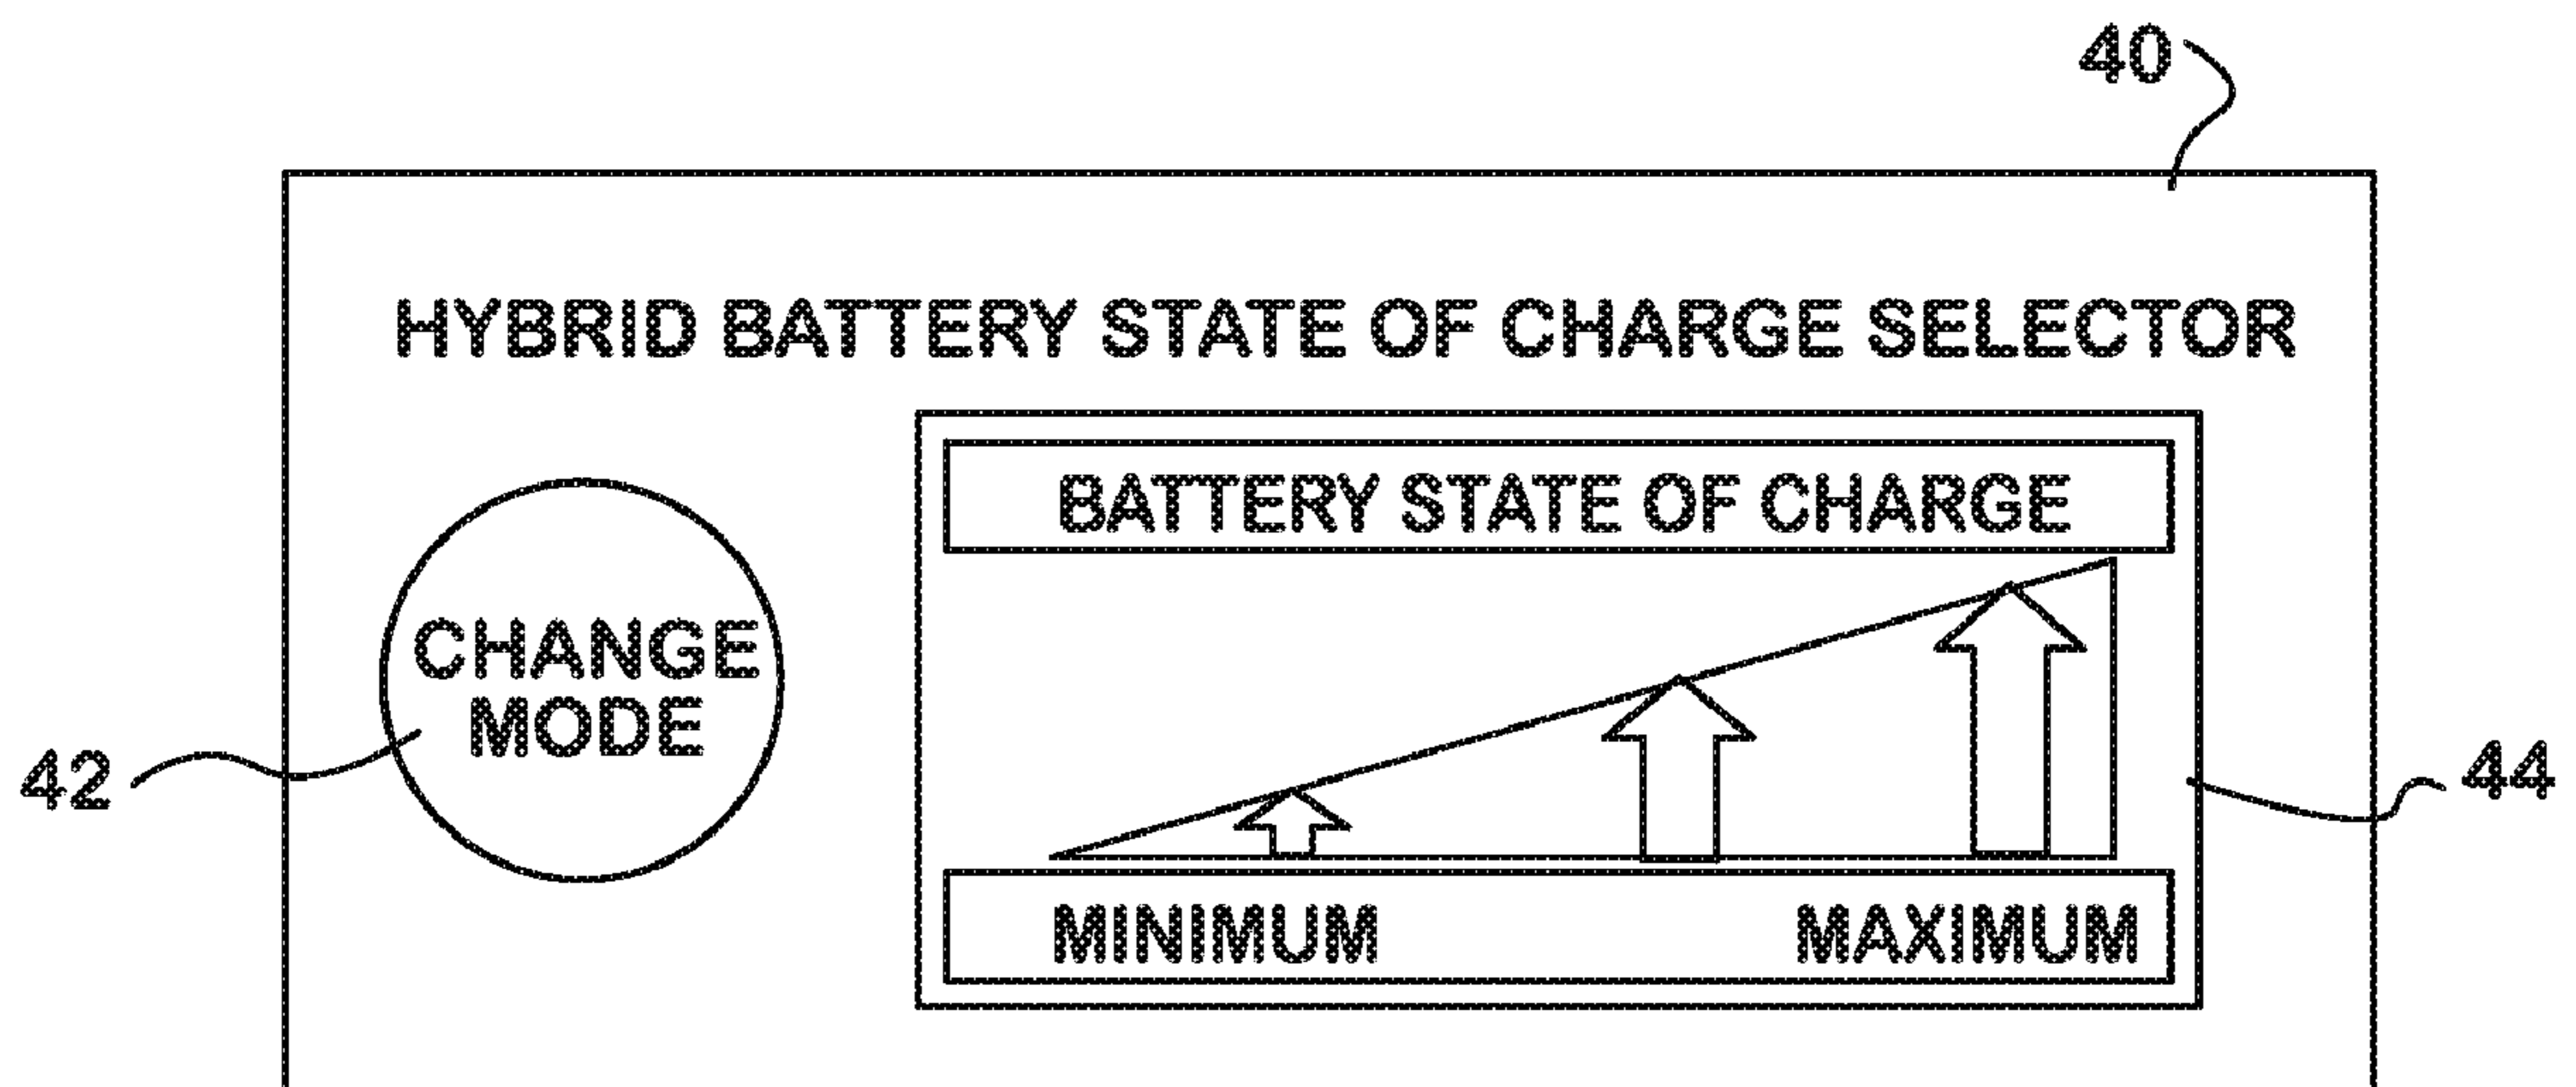 40
HYBRID BATTERY STATE OF CHARGE SELECTOR
BATTERY STATE OF CHARGE
CHANGE
MODE
42
44
MINIMUM MAXIMUM